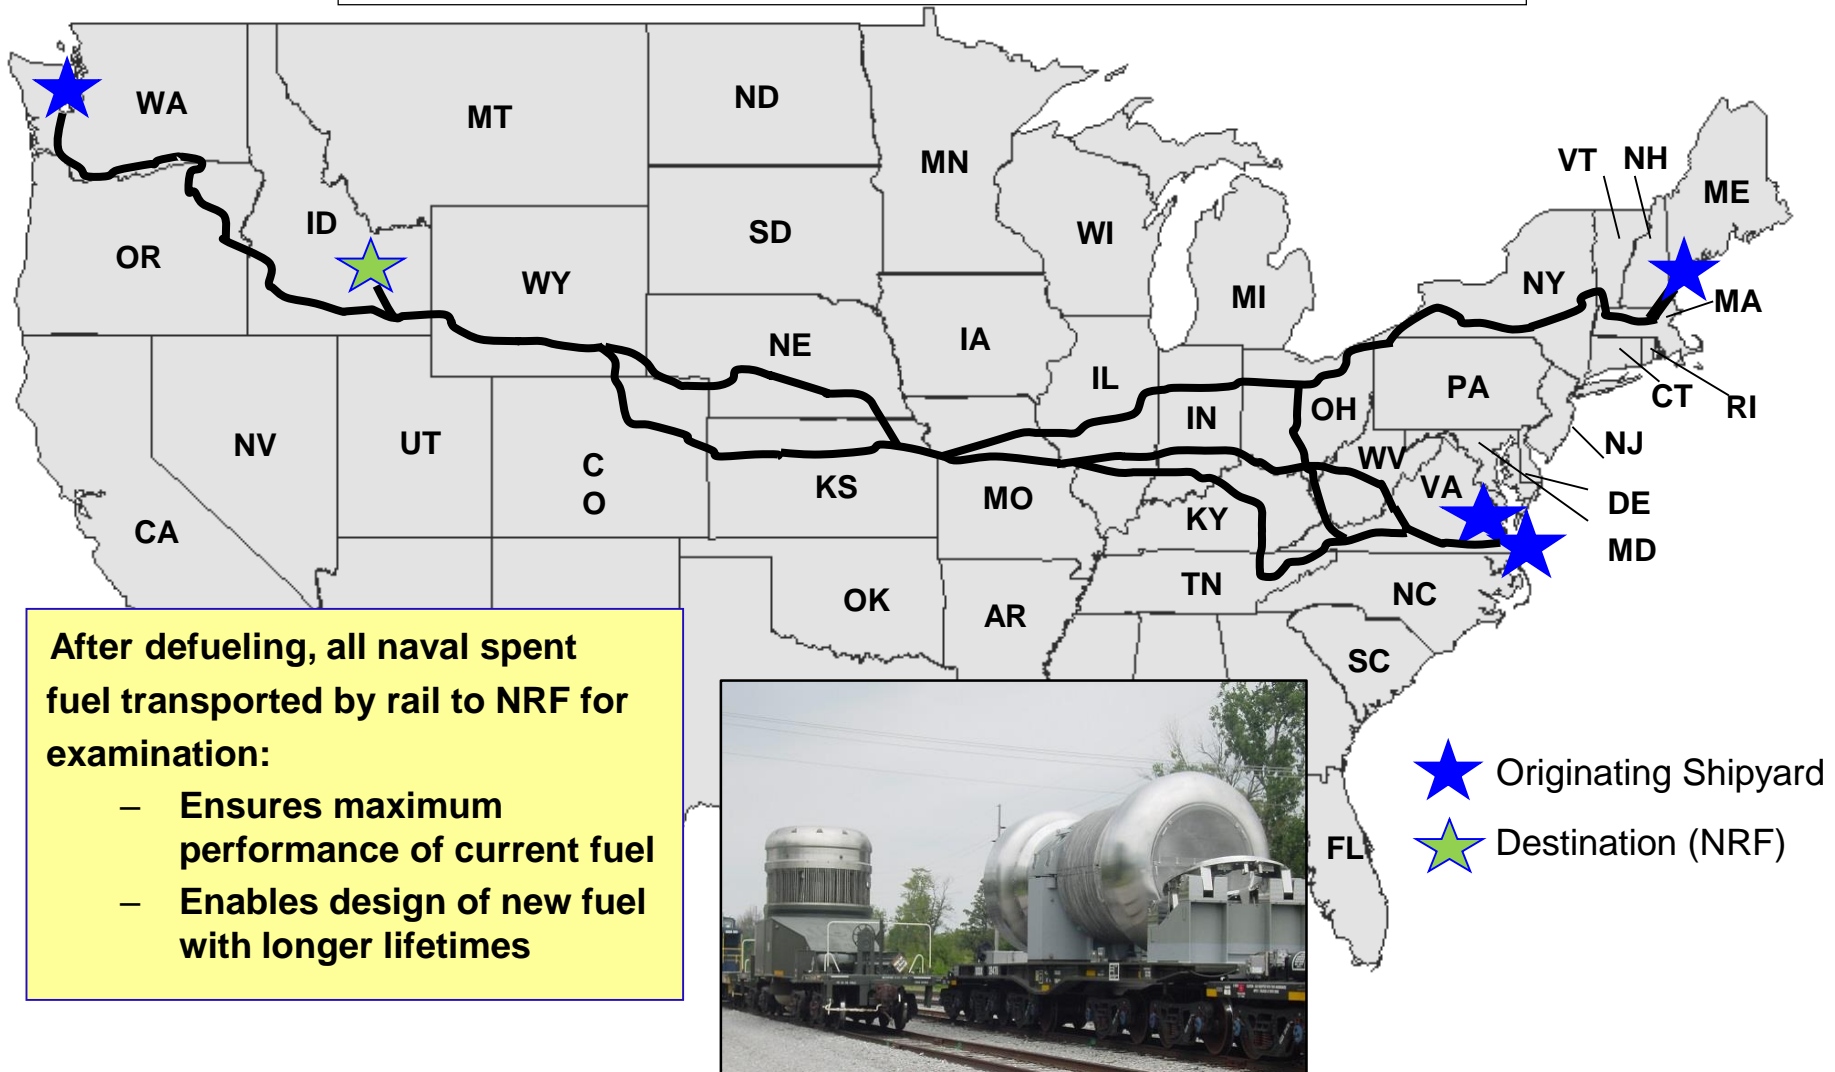 WA
MT
ND
MN
VT NH
ME
OR
ID
SD
WI
WY
NY
MI
MA
NE
IA
IL
IN
OH
PA
CT
RI
NV
UT
C
O
KS
MO
KY
WV
VA
NJ
DE
MD
CA
OK
AR
TN
NC
SC
FL
After defueling, all naval spent
fuel transported by rail to NRF for
examination:
– Ensures maximum
performance of current fuel
– Enables design of new fuel
with longer lifetimes
Originating Shipyard
Destination (NRF)